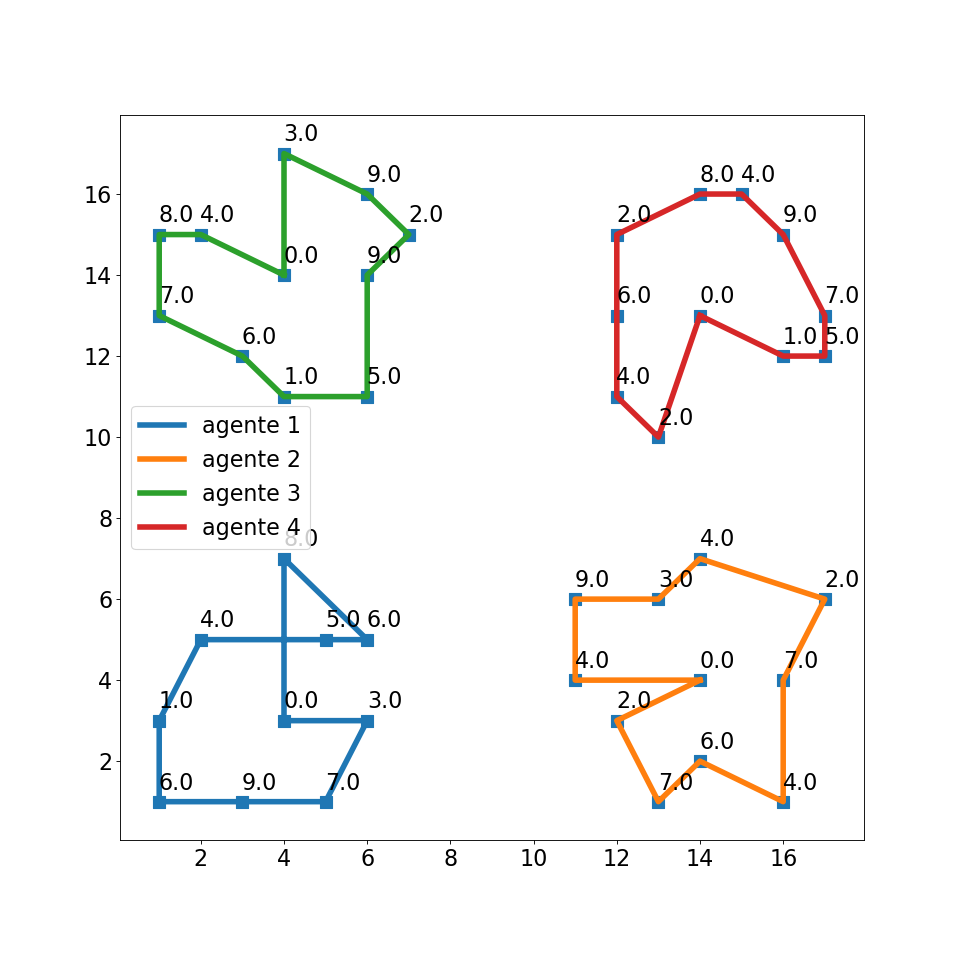 3.0
9.0
8.0 4.0
8.0 4.0 2.0
2.0 9.0
16
0.0 9.0
14
7.0 6.0 0.0 7.0
6.0 1.0 5.0
12
1.0 5.0 4.0
2.0
10
agente 1
agente 2
agente 3
agente 4
8
8.0 4.0
9.0 3.0 2.0
6
4.0 5.0 6.0
4.0 0.0 7.0
4
1.0 0.0 3.0 2.0
6.0
2
6.0 9.0 7.0 7.0 4.0
2 4 6 8 10 12 14 16